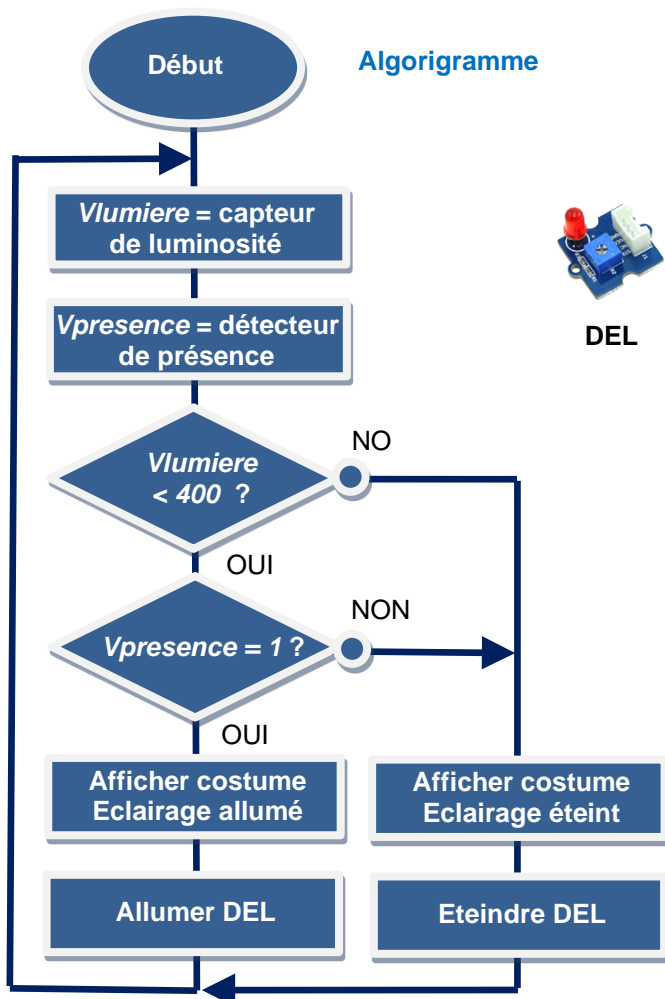 Début
Algorigramme
Vlumiere = capteur
de luminosité
Vpresence = détecteur
de présence
DEL
Vlumiere
< 400 ?
NO
OUI
Vpresence = 1 ?
NON
OUI
Afficher costume
Eclairage allumé
Afficher costume
Eclairage éteint
Allumer DEL
Eteindre DEL